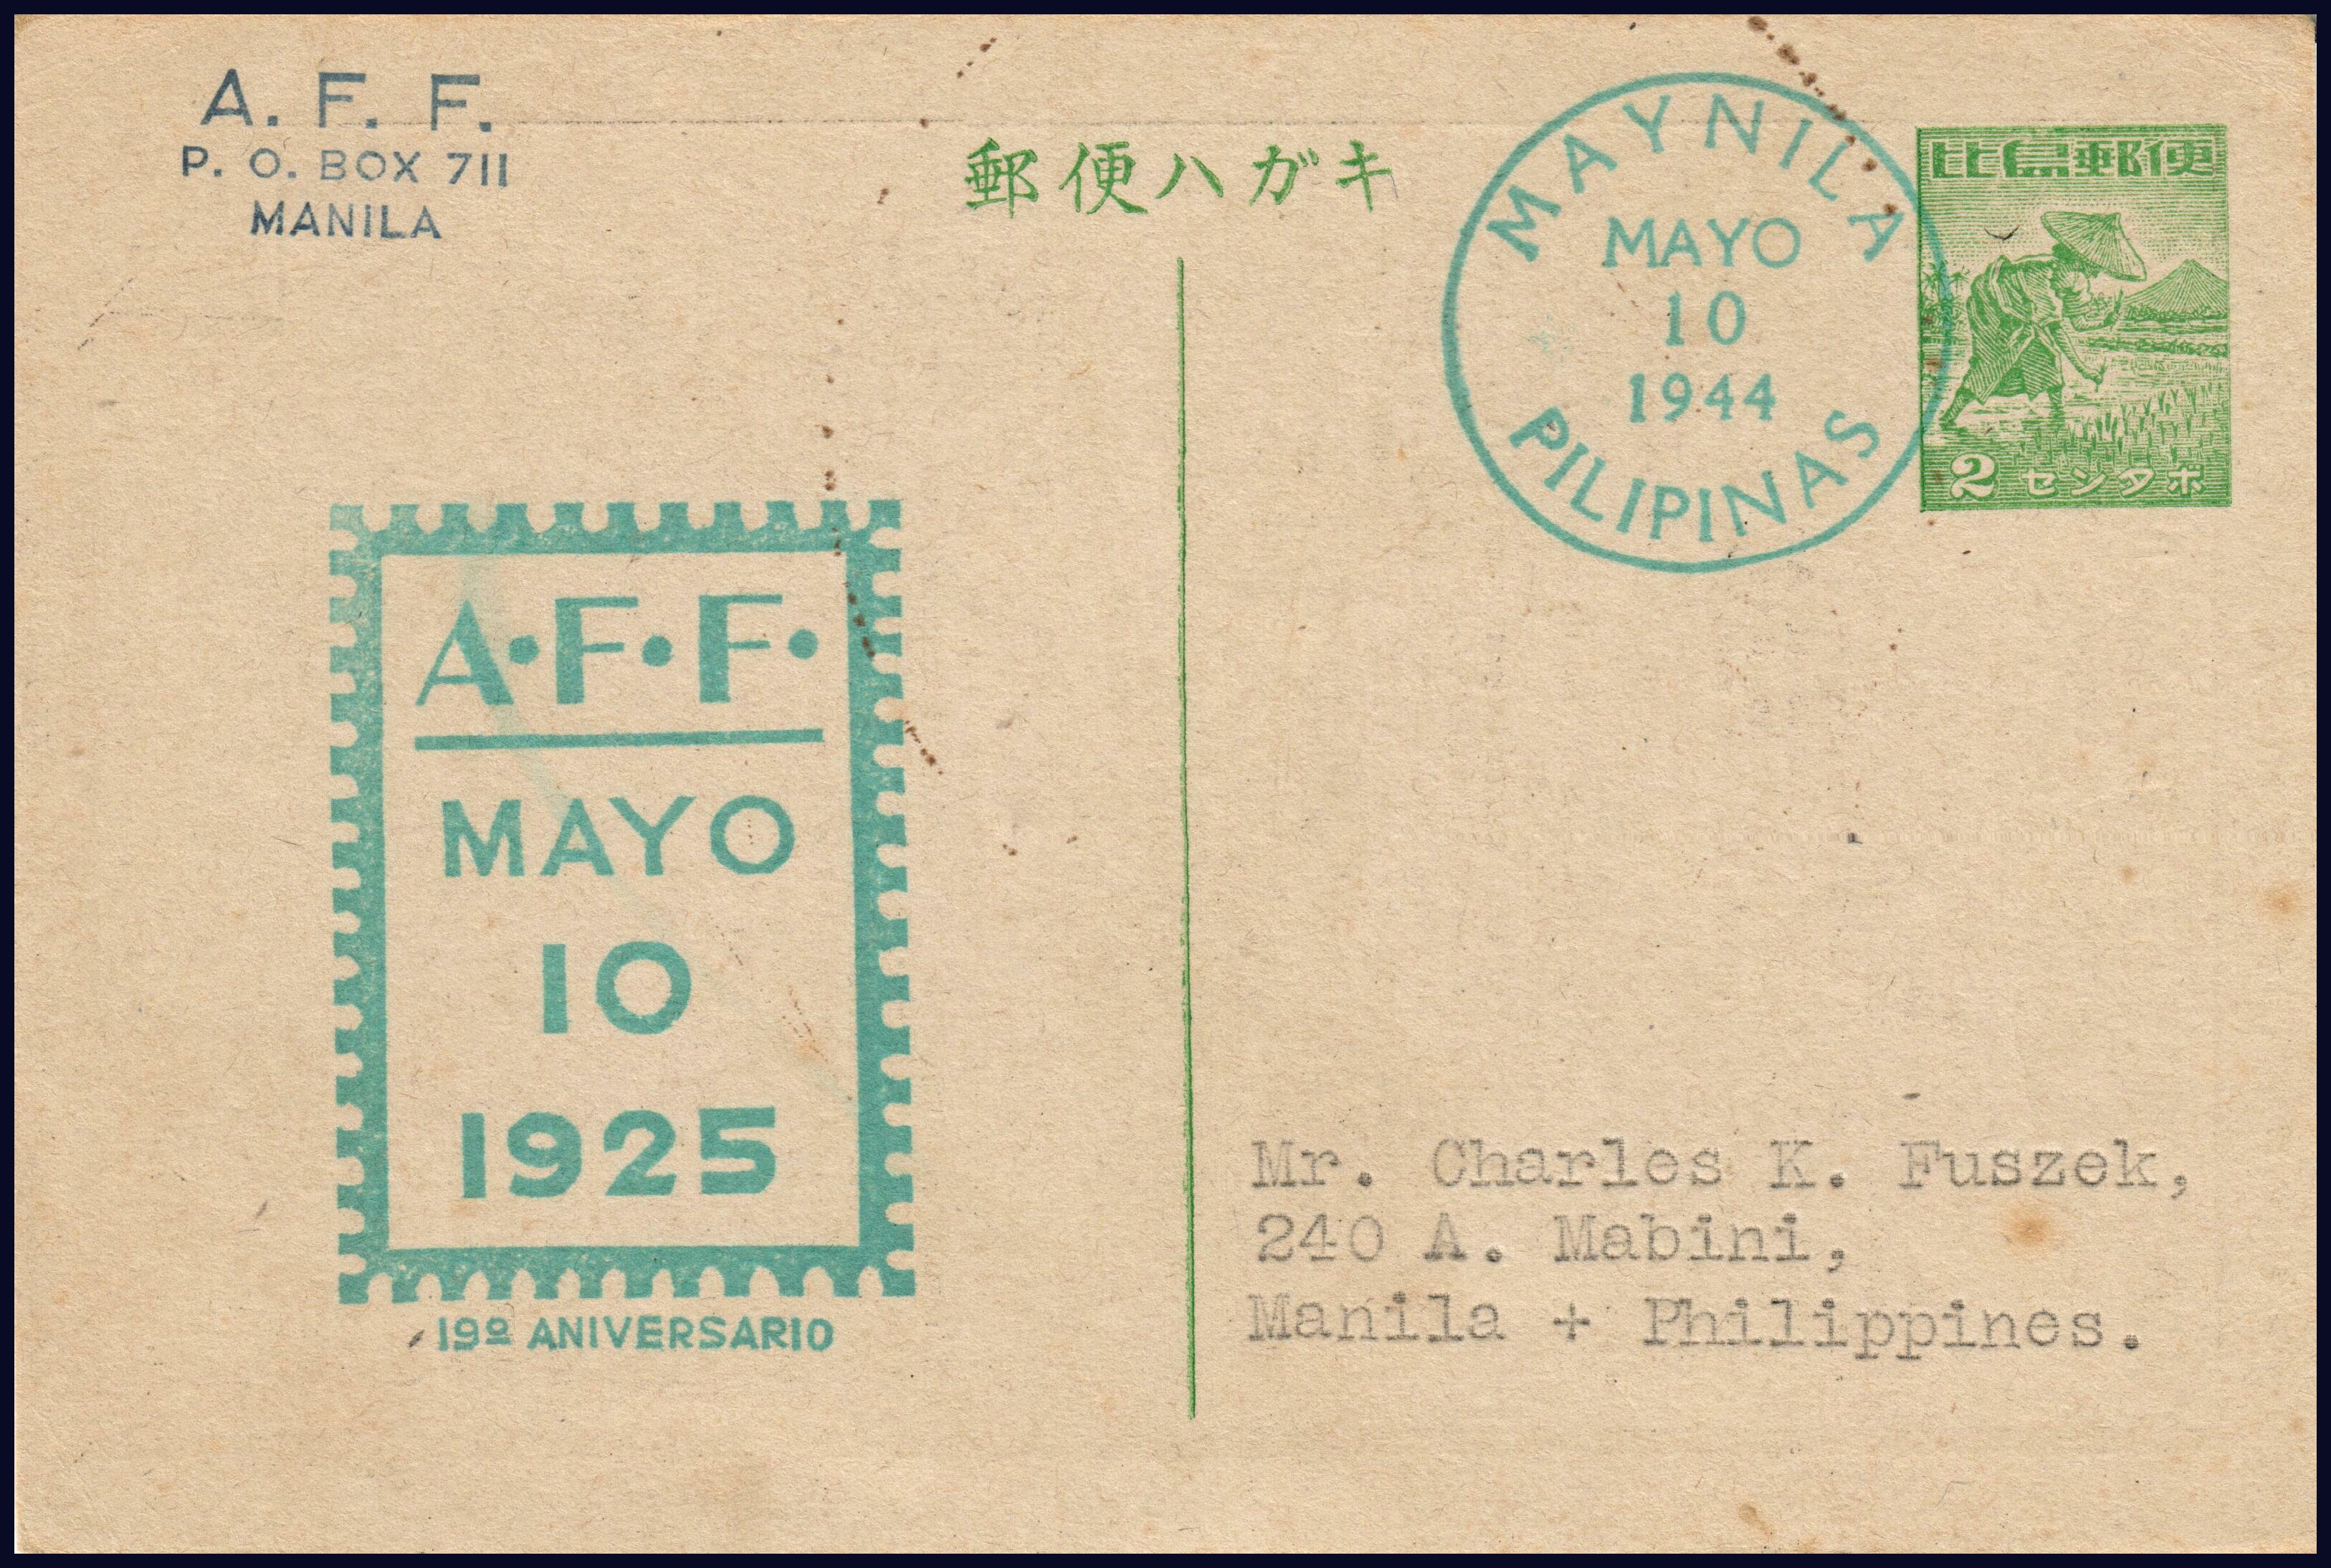 A. F. F.
P. O. BOX 711
MANILA
郵便ハガキ
MAYNILA
MAYO
10
1944
PILIPINAS
比島郵便
2 センタボ
A·F·F·
MAYO
10
1925
19º ANIVERSARIO
Mr. Charles K. Fuszek,
240 A. Mabini,
Manila + Philippines.